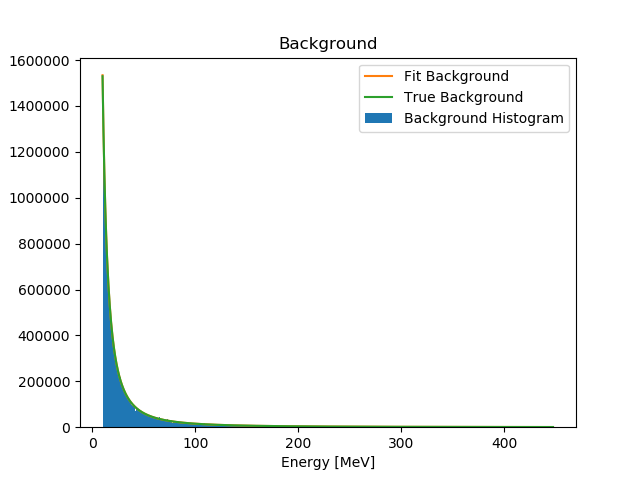 Background
1600000
1400000
1200000
1000000
800000
600000
400000
200000
0
Fit Background
True Background
Background Histogram
0 100 200 300 400
Energy [MeV]